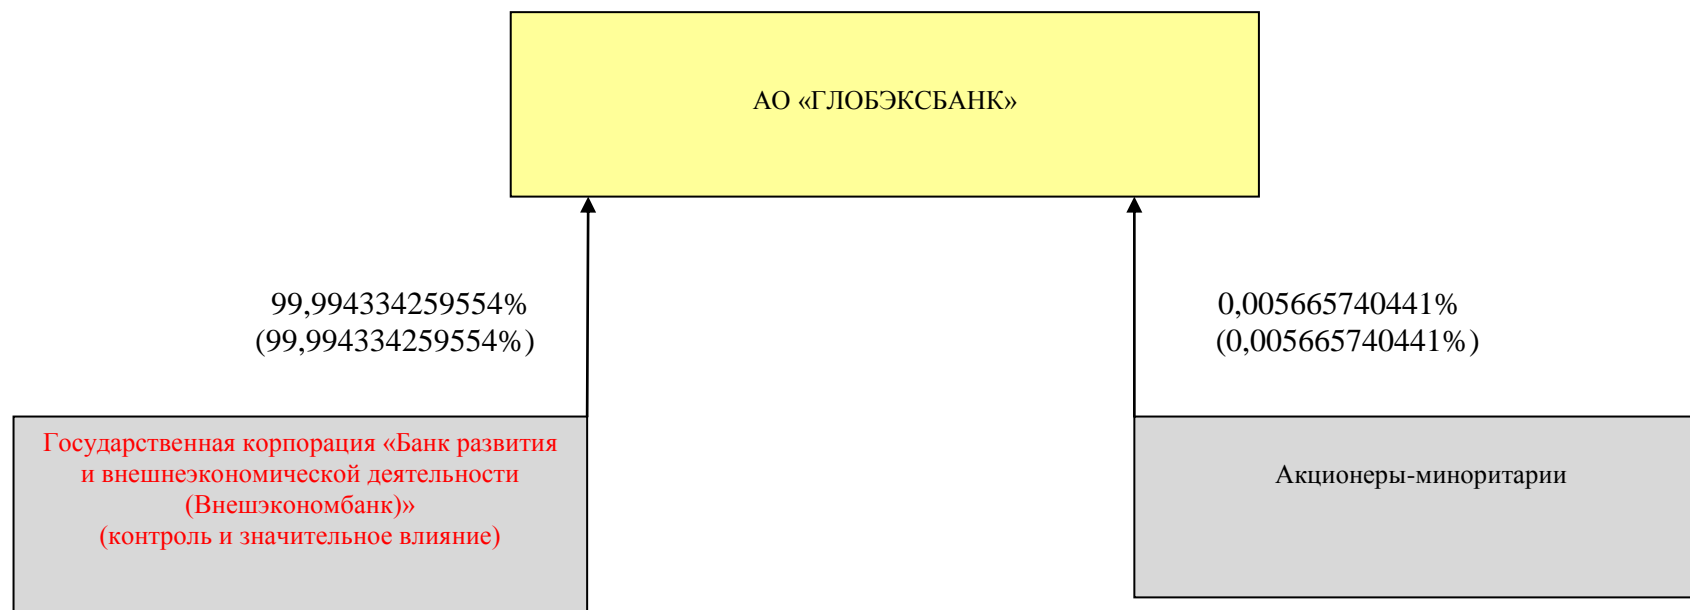 АО «ГЛОБЭКСБАНК»
99,994334259554%
(99,994334259554%)
0,005665740441%
(0,005665740441%)
Государственная корпорация «Банк развития
и внешнеэкономической деятельности
(Внешэкономбанк)»
(контроль и значительное влияние)
Акционеры-миноритарии